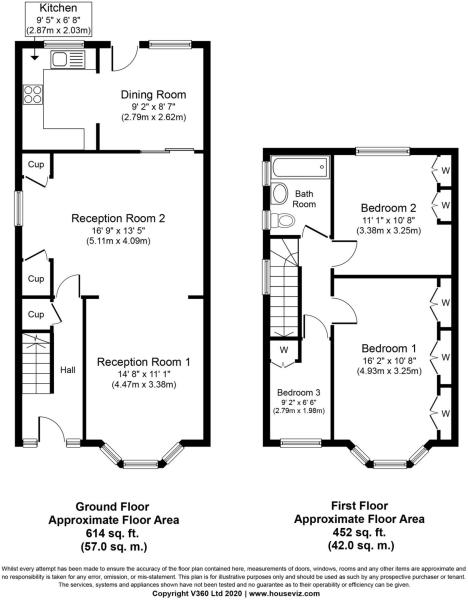 Kitchen
9' 5" x 6' 8"
(2.87m x 2.03m)
Dining Room
9' 2" x 8' 7"
(2.79m x 2.62m)
Cup
Reception Room 2
16' 9" x 13' 5"
(5.11m x 4.09m)
Cup
Cup
Hall
Reception Room 1
14' 8" x 11' 1"
(4.47m x 3.38m)
Ground Floor
Approximate Floor Area
614 sq. ft.
(57.0 sq. m.)
Bath
Room
W
Bedroom 2
11' 1" x 10' 8"
(3.38m x 3.25m)
W
W
Bedroom 1
16' 2" x 10' 8"
(4.93m x 3.25m)
W
W
W
Bedroom 3
9' 2" x 6' 6"
(2.79m x 1.98m)
First Floor
Approximate Floor Area
452 sq. ft.
(42.0 sq. m.)
Whilst every attempt has been made to ensure the accuracy of the floor plan contained here, measurements of doors, windows, rooms and any other items are approximate and
no responsibility is taken for any error, omission, or mis-statement. This plan is for illustrative purposes only and should be used as such by any prospective purchaser or tenant.
The services, systems and appliances shown have not been tested and no guarantee as to their operability or efficiency can be given.
Copyright V360 Ltd 2020 | www.houseviz.com